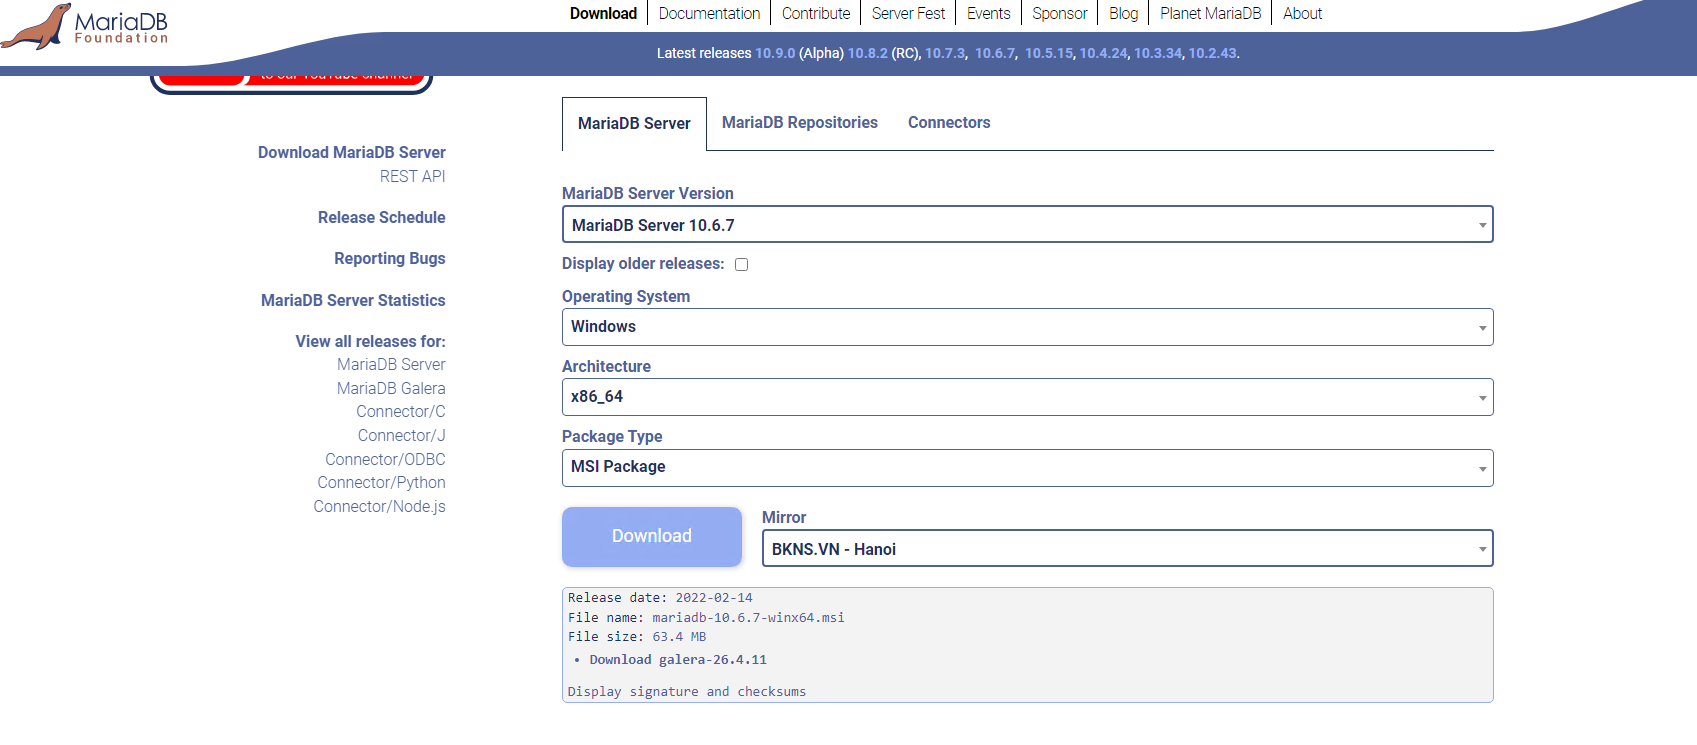 MariaDB
Foundation
Download
Documentation
Contribute
Server Fest
Events
Sponsor
Blog
Planet MariaDB
About
Latest releases 10.9.0 (Alpha) 10.8.2 (RC), 10.7.3, 10.6.7, 10.5.15, 10.4.24, 10.3.34, 10.2.43.
to our YouTube channel
Download MariaDB Server
REST API
Release Schedule
Reporting Bugs
MariaDB Server Statistics
View all releases for:
MariaDB Server
MariaDB Galera
Connector/C
Connector/J
Connector/ODBC
Connector/Python
Connector/Node.js
MariaDB Server
MariaDB Repositories
Connectors
MariaDB Server Version
MariaDB Server 10.6.7
Display older releases:
Operating System
Windows
Architecture
x86_64
Package Type
MSI Package
Download
Mirror
BKNS.VN - Hanoi
Release date: 2022-02-14
File name: mariadb-10.6.7-winx64.msi
File size: 63.4 MB
• Download galera-26.4.11
Display signature and checksums